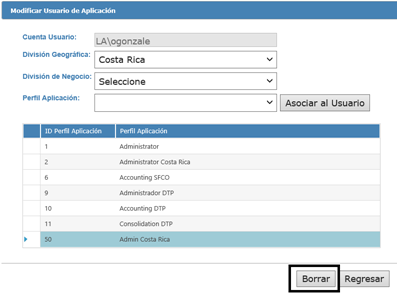 Modificar Usuario de Aplicación
Cuenta Usuario: LA\ogonzale
División Geográfica: Costa Rica
División de Negocio: Seleccione
Perfil Aplicación: Asociar al Usuario
ID Perfil Aplicación Perfil Aplicación
1 Administrator
2 Administrator Costa Rica
6 Accounting SFCO
9 Administrador DTP
10 Accounting DTP
11 Consolidation DTP
50 Admin Costa Rica
Borrar Regresar